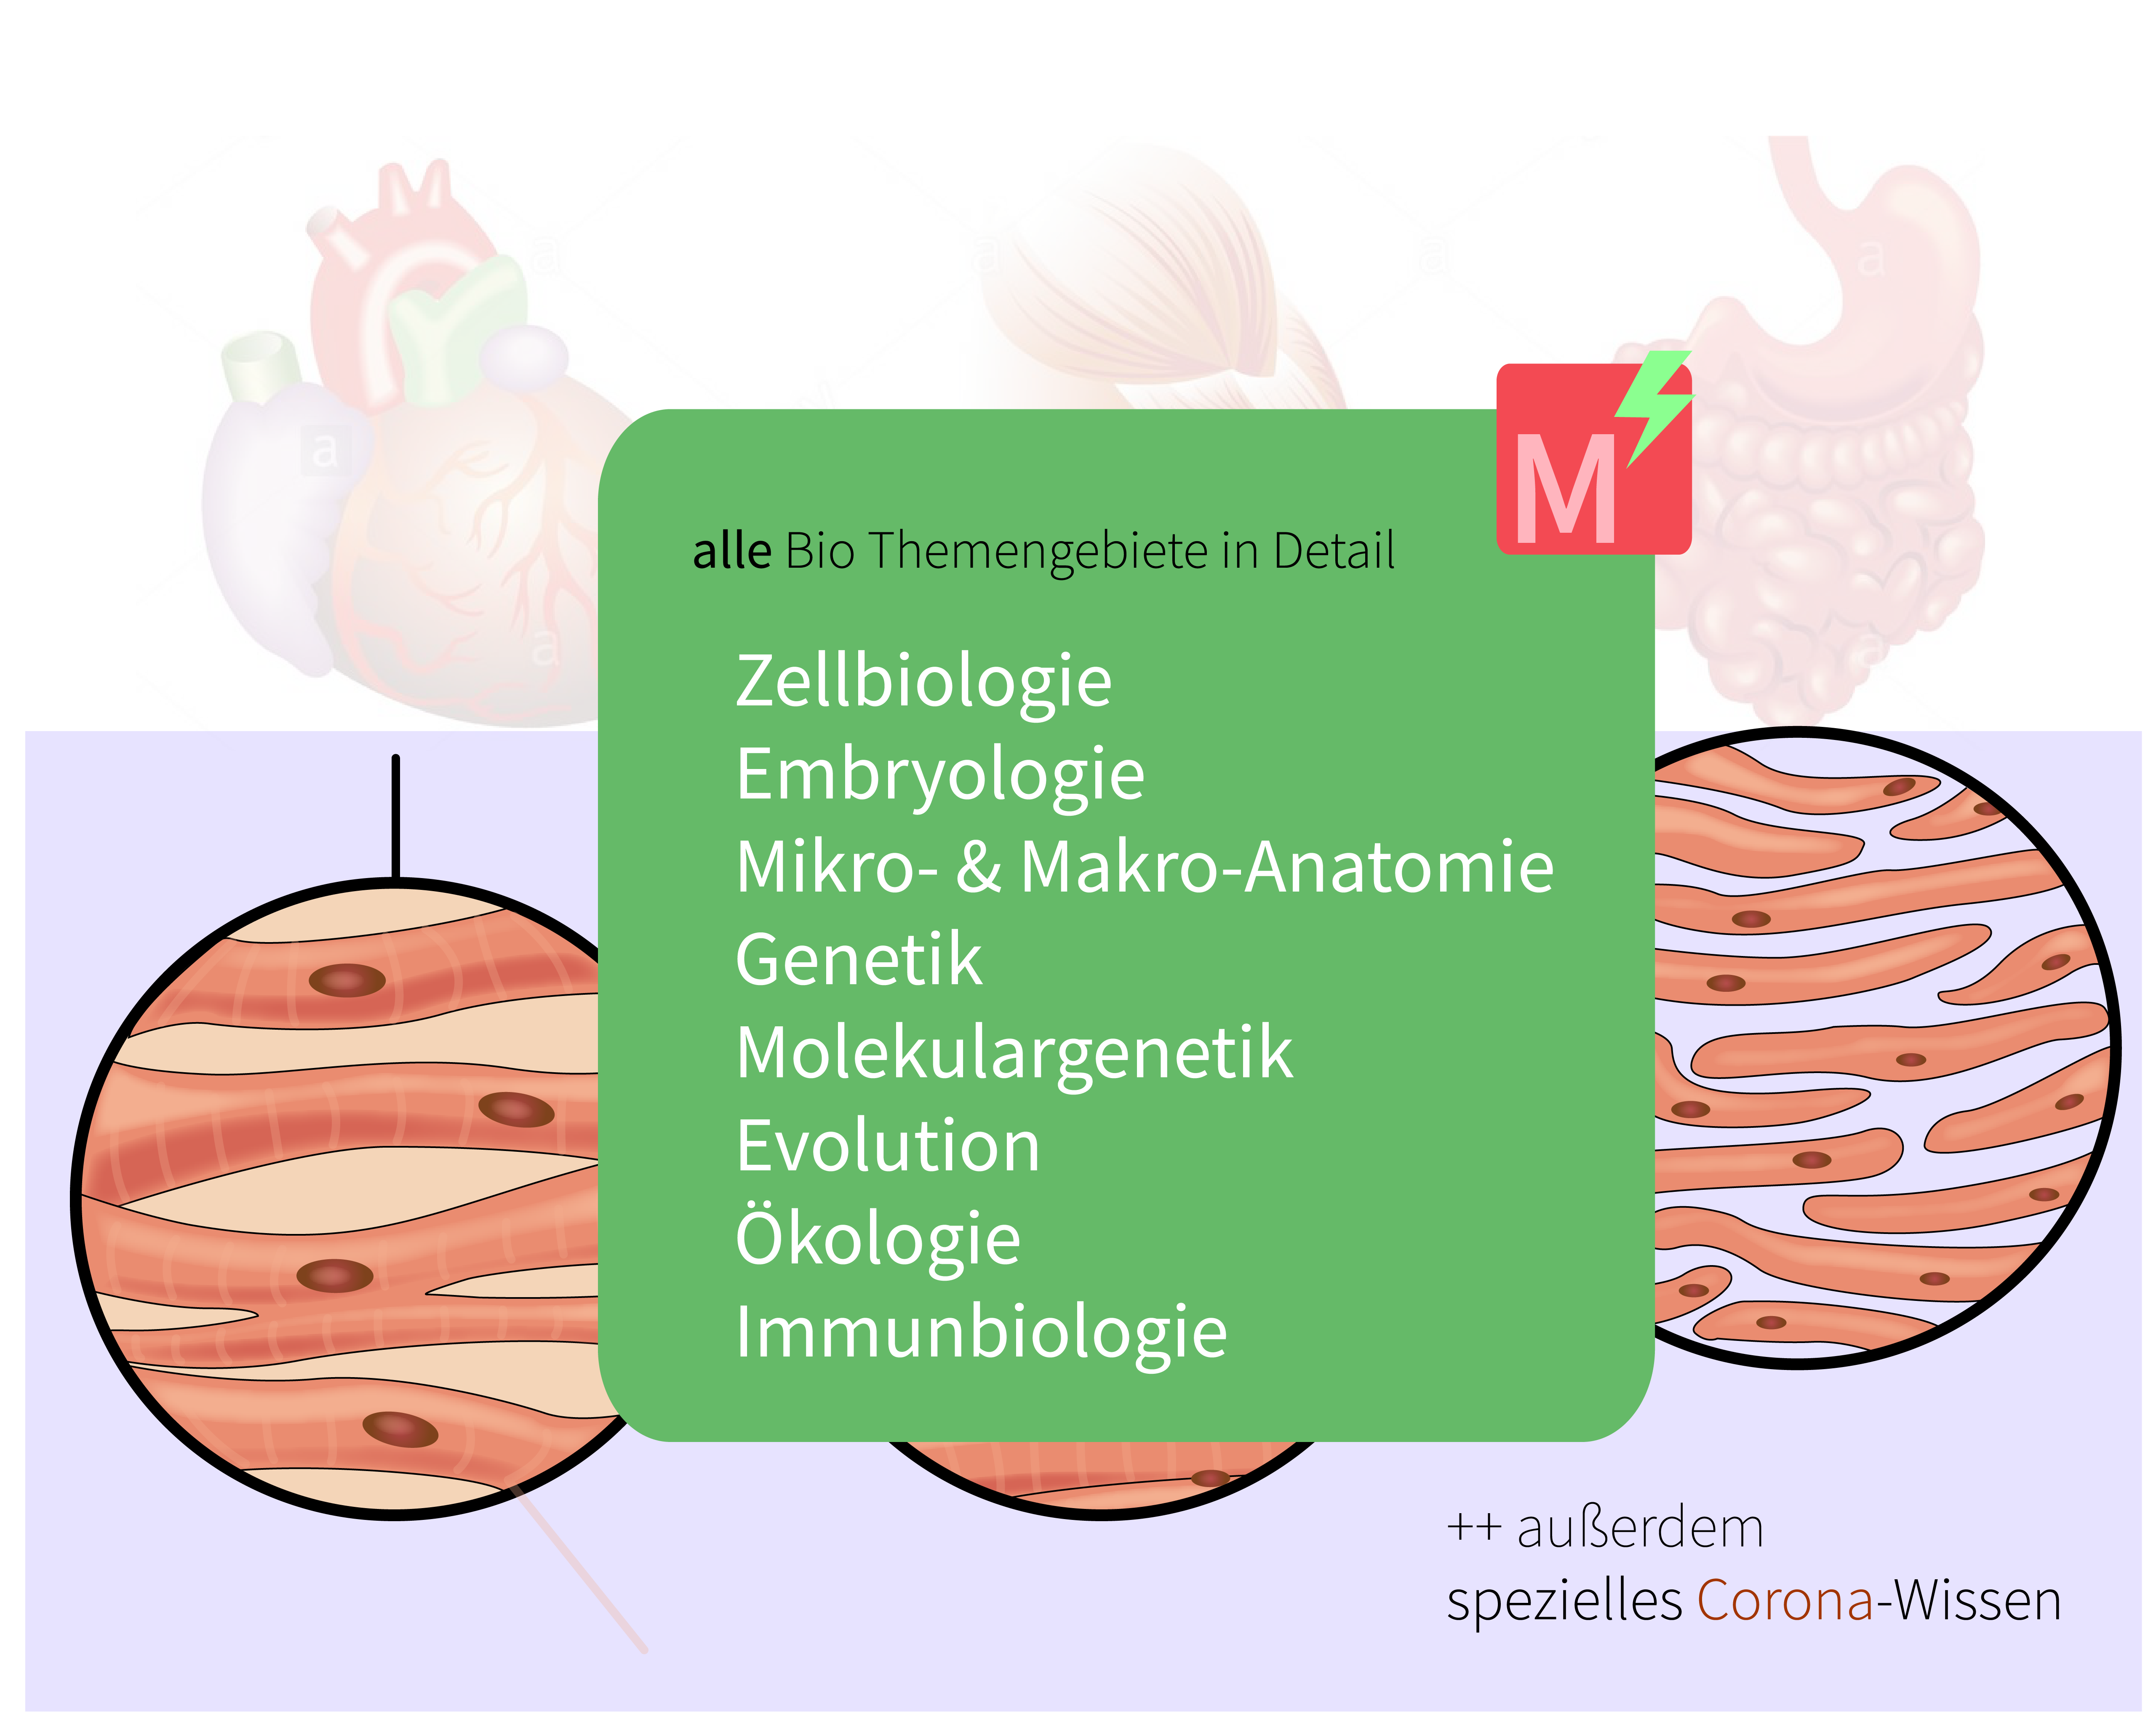 M
alle Bio Themengebiete in Detail
Zellbiologie
Embryologie
Mikro- & Makro-Anatomie
Genetik
Molekulargenetik
Evolution
Ökologie
Immunbiologie
++ außerdem
spezielles Corona-Wissen
a
a
a
a
a
a
a